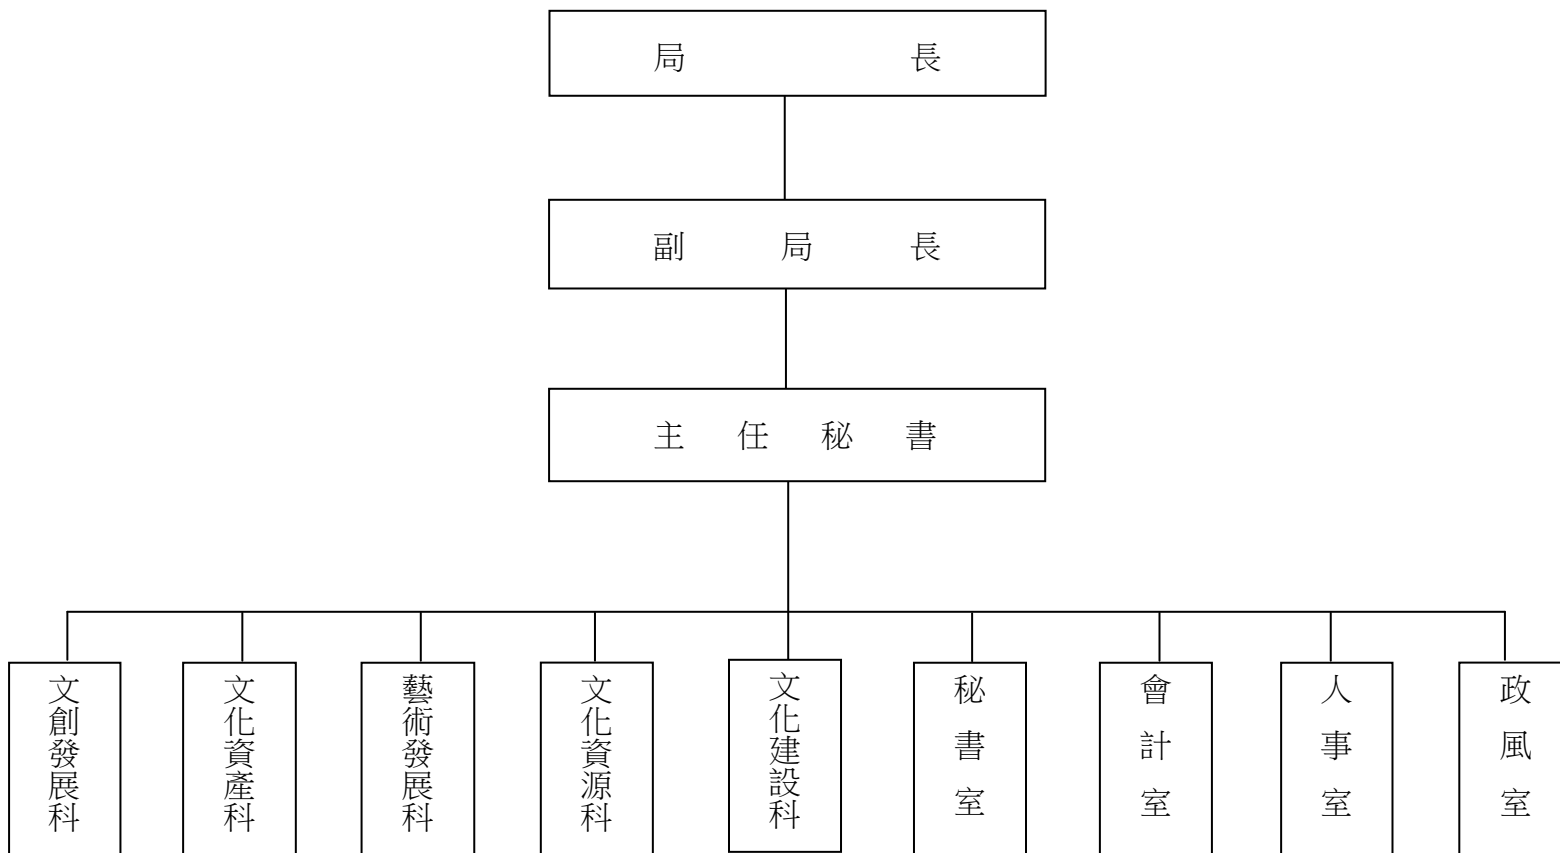 局長
副局長
主任秘書
文創發展科
文化資產科
藝術發展科
文化資源科
文化建設科
秘書室
會計室
人事室
政風室